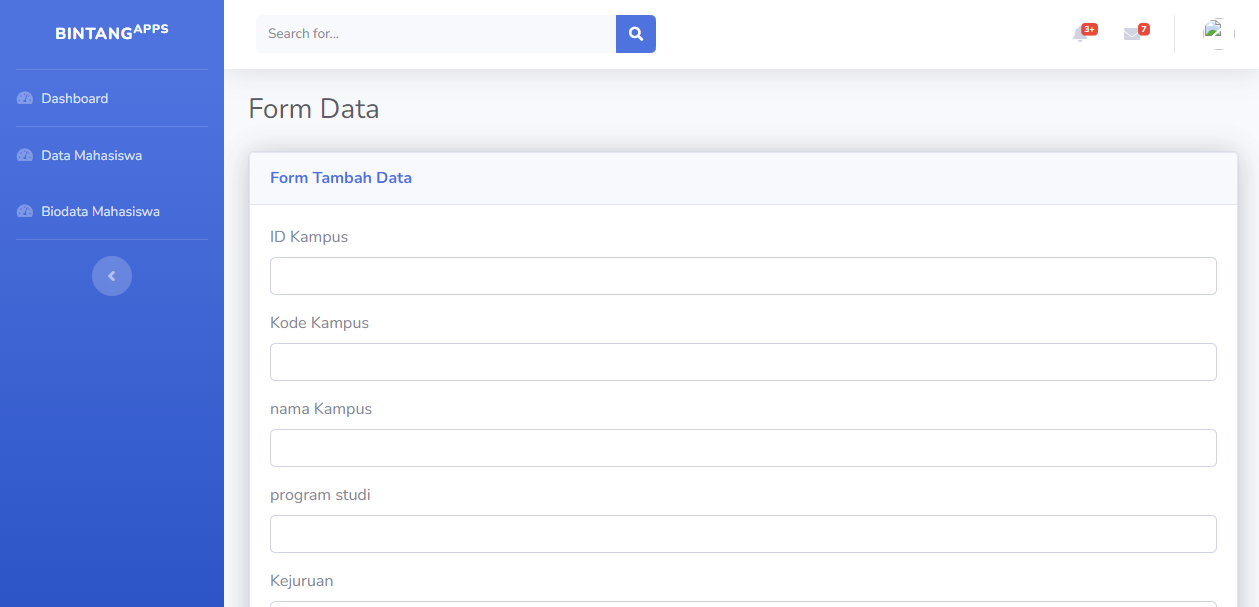 BINTANGAPPS
Search for...
3+
7
Dashboard
Data Mahasiswa
Biodata Mahasiswa
Form Data
Form Tambah Data
ID Kampus
Kode Kampus
nama Kampus
program studi
Kejuruan